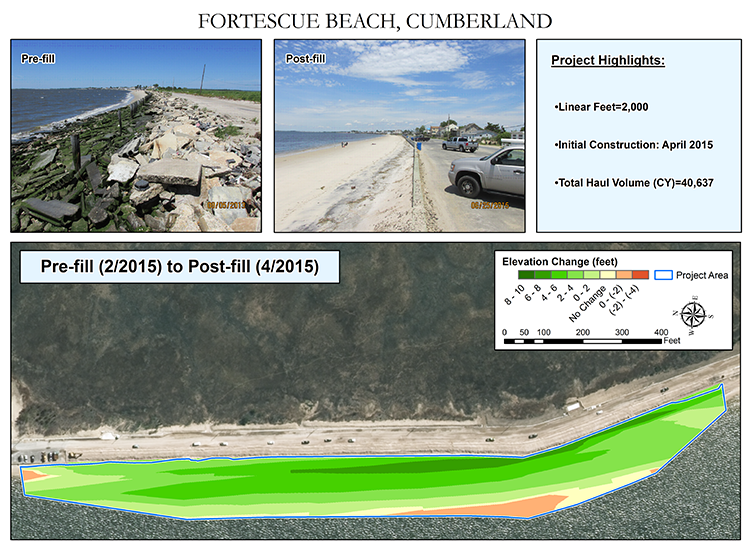 FORTESCUE BEACH, CUMBERLAND
Pre-fill
Post-fill
Project Highlights:
•Linear Feet=2,000
•Initial Construction: April 2015
•Total Haul Volume (CY)=40,637
Pre-fill (2/2015) to Post-fill (4/2015)
Elevation Change (feet)
Project Area
8 - 10
6 - 8
4 - 6
2 - 4
0 - 2
No Change
0 - (-2)
(-2) - (-4)
E
N
S
W
0 50 100 200 300 400
Feet